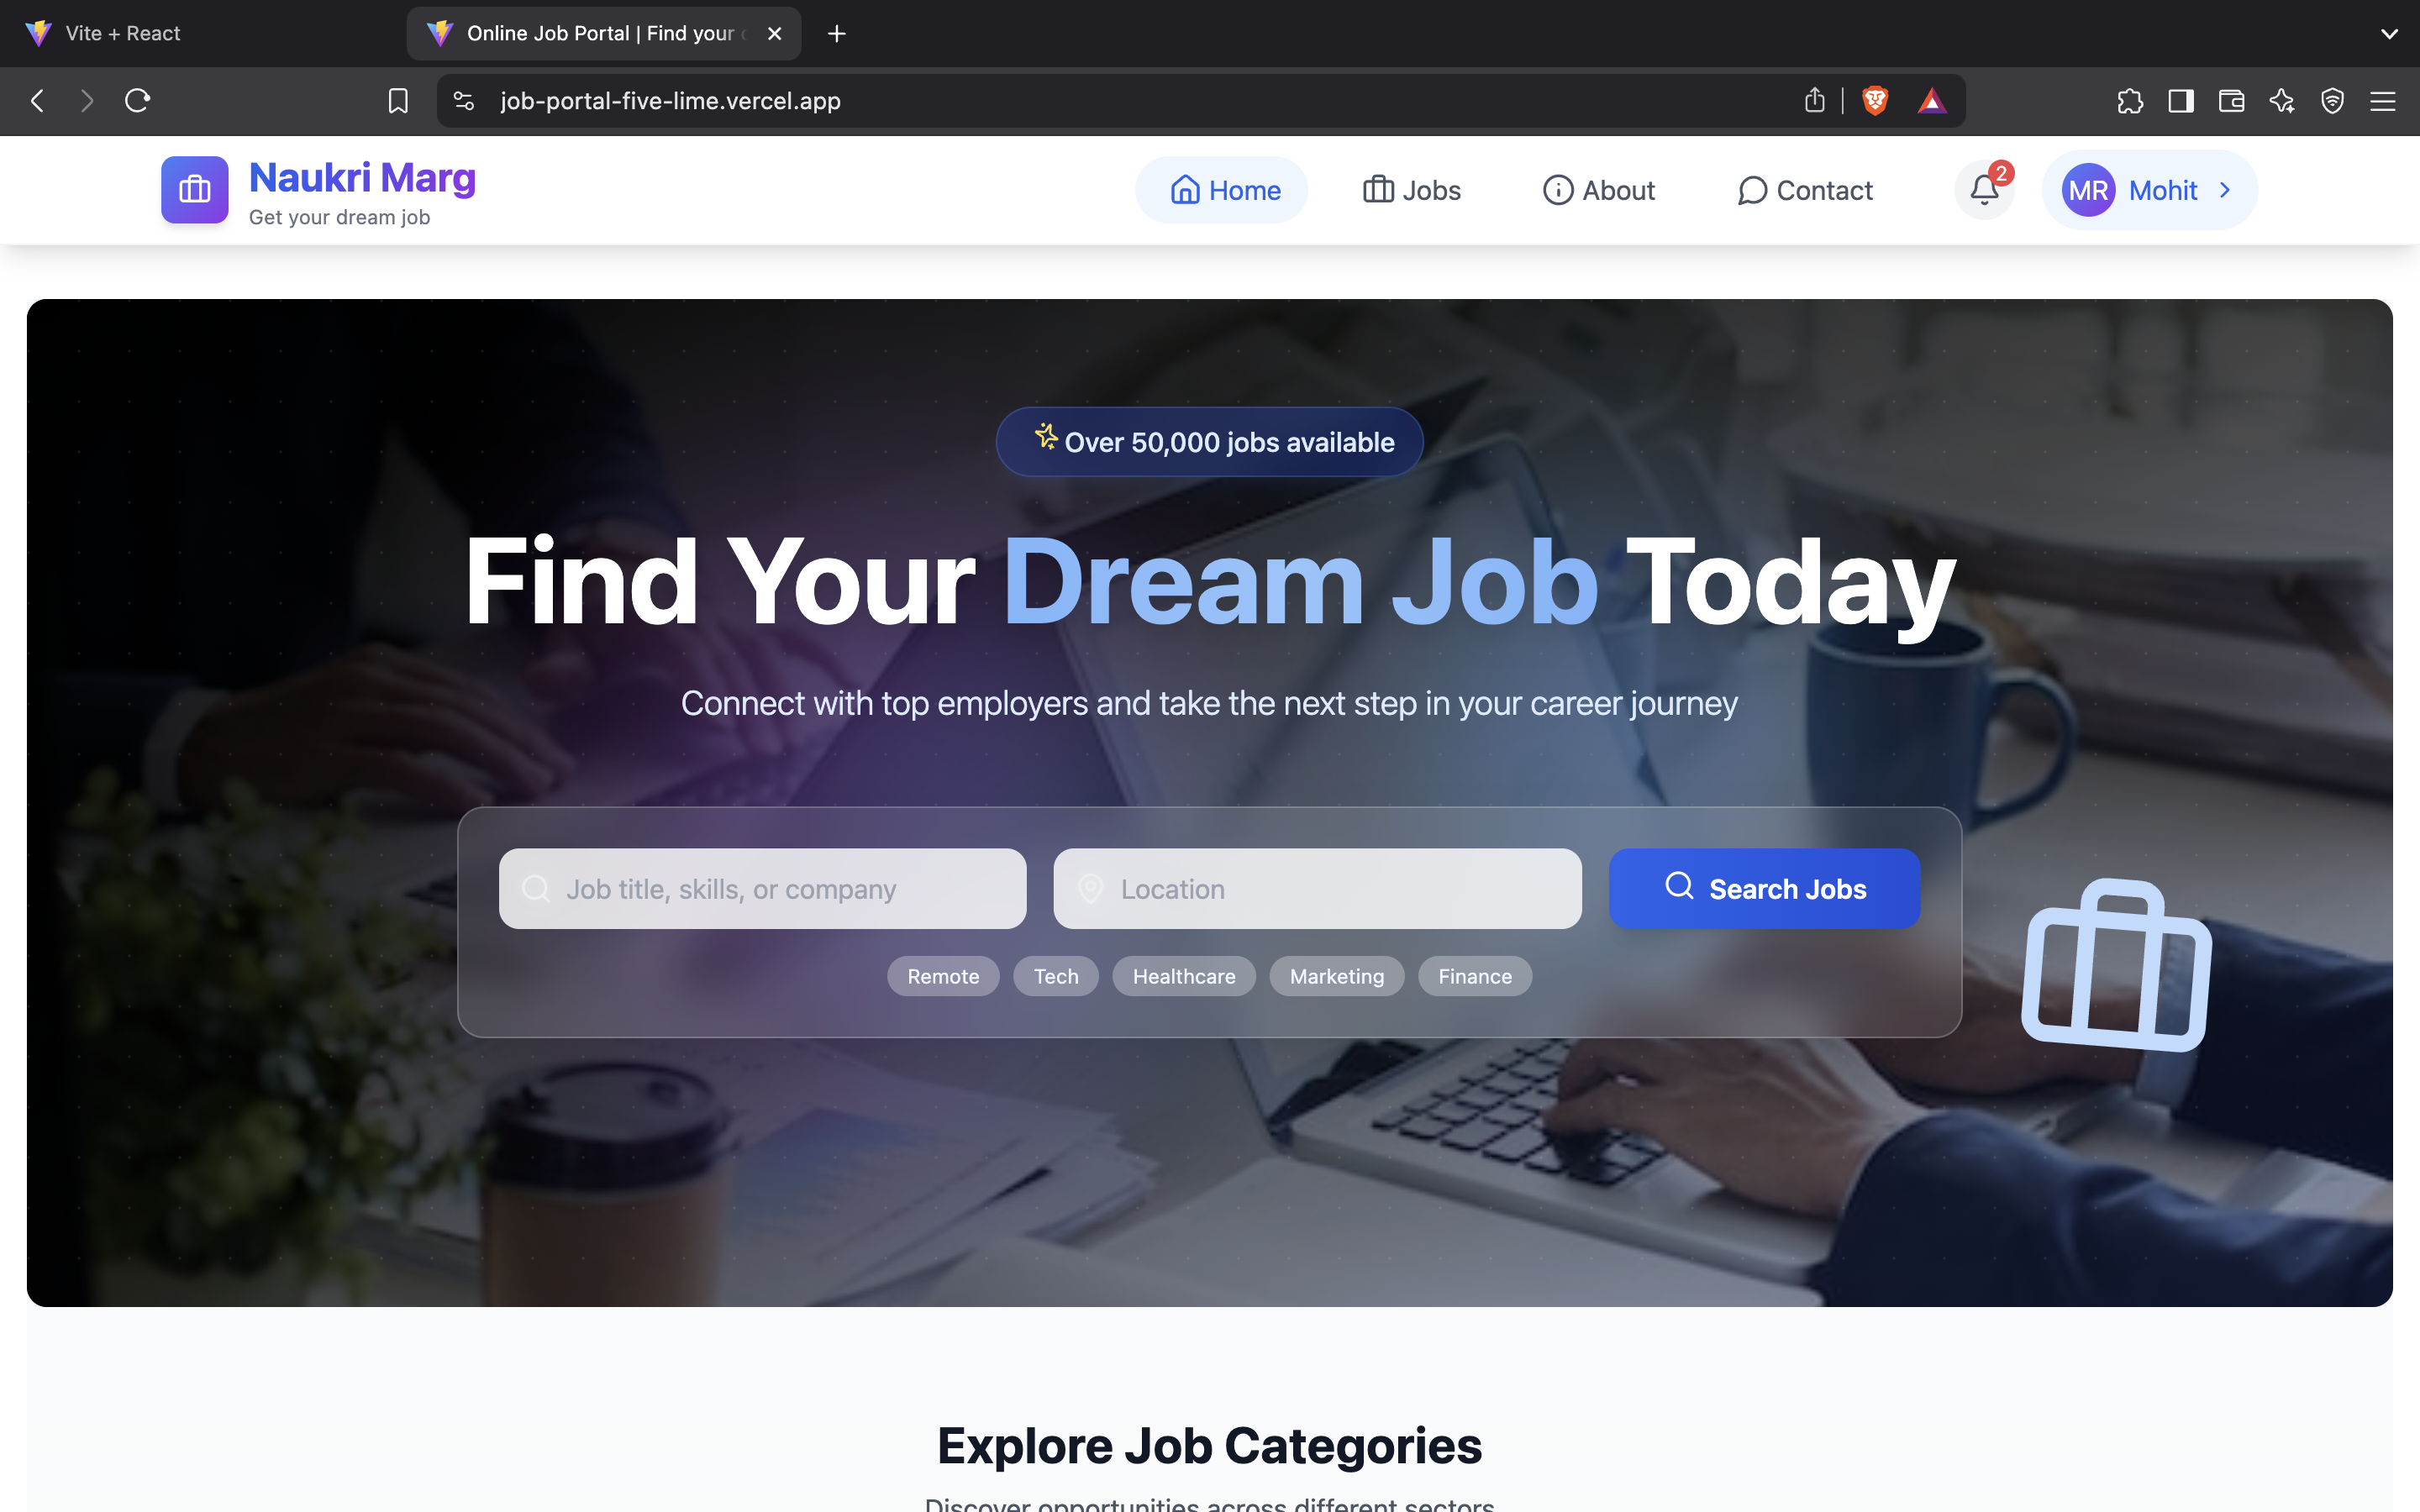 Vite + React
Online Job Portal | Find your
job-portal-five-lime.vercel.app
Naukri Marg
Get your dream job
Home
Jobs
About
Contact
2
MR
Mohit
Over 50,000 jobs available
Find Your Dream Job Today
Connect with top employers and take the next step in your career journey
Job title, skills, or company
Location
Search Jobs
Remote
Tech
Healthcare
Marketing
Finance
Explore Job Categories
Discover opportunities across different sectors